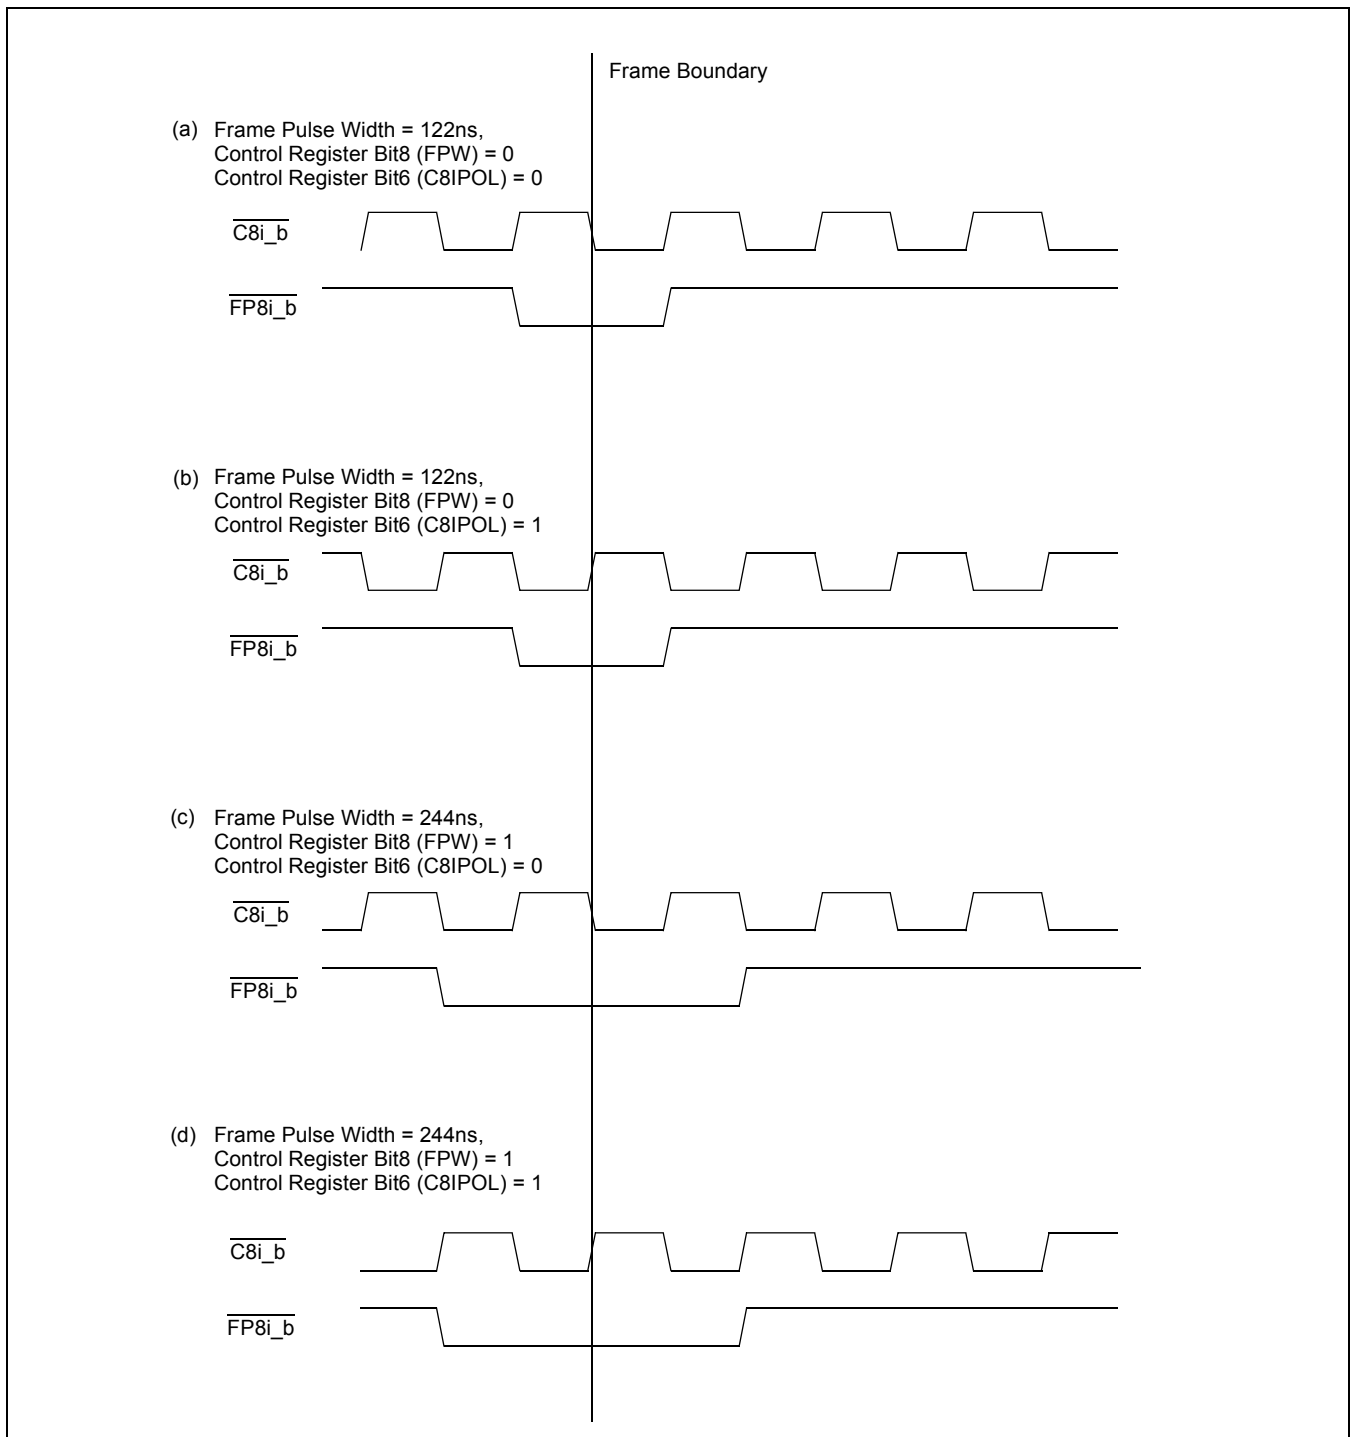 Frame Boundary
(a) Frame Pulse Width = 122ns,
Control Register Bit8 (FPW) = 0
Control Register Bit6 (C8IPOL) = 0
C8i_b
FP8i_b
(b) Frame Pulse Width = 122ns,
Control Register Bit8 (FPW) = 0
Control Register Bit6 (C8IPOL) = 1
C8i_b
FP8i_b
(c) Frame Pulse Width = 244ns,
Control Register Bit8 (FPW) = 1
Control Register Bit6 (C8IPOL) = 0
C8i_b
FP8i_b
(d) Frame Pulse Width = 244ns,
Control Register Bit8 (FPW) = 1
Control Register Bit6 (C8IPOL) = 1
C8i_b
FP8i_b